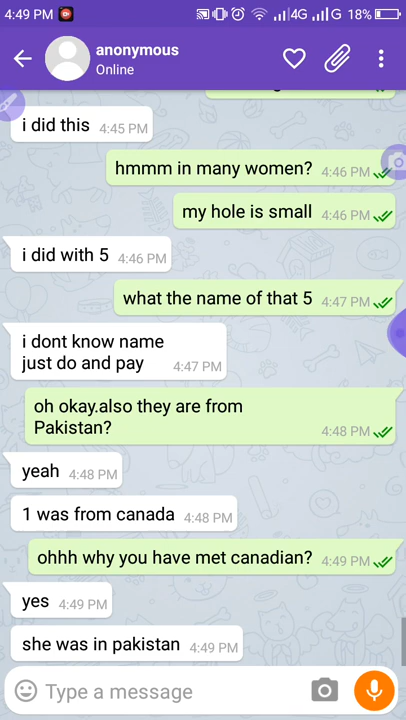 4:49 PM
4G
G 18%
anonymous
Online
i did this 4:45 PM
hmmm in many women? 4:46 PM
my hole is small 4:46 PM
i did with 5 4:46 PM
what the name of that 5 4:47 PM
i dont know name
just do and pay 4:47 PM
oh okay.also they are from
Pakistan? 4:48 PM
yeah 4:48 PM
1 was from canada 4:48 PM
ohhh why you have met canadian? 4:49 PM
yes 4:49 PM
she was in pakistan 4:49 PM
Type a message